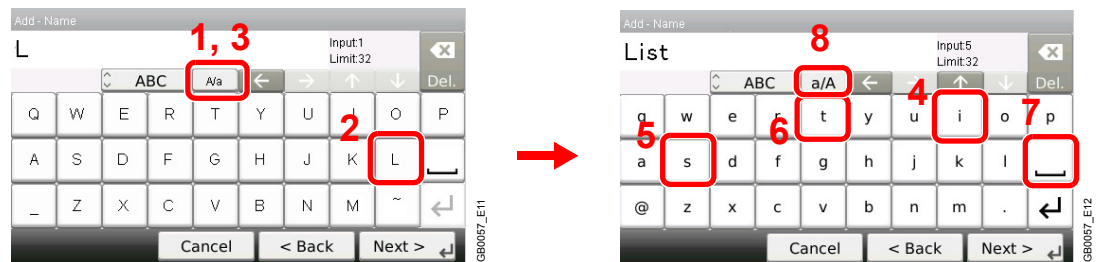 Add - Name
L
1, 3
Input:1
Limit:32
ABC
A/a
Del.
Q W E R T Y U I O P
2
A S D F G H J K L
_ Z X C V B N M ~
Cancel
< Back
Next >
GB0057_E11
Add - Name
List
8
Input:5
Limit:32
ABC
a/A
Del.
4
q w e r t y u i o p
5
6
7
a s d f g h j k l
@ z x c v b n m .
Cancel
< Back
Next >
GB0057_E12